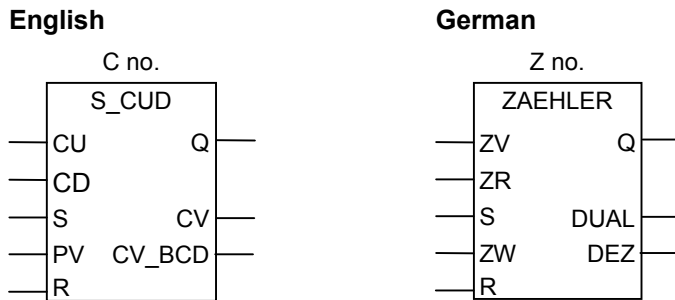 English German
C no. Z no.
S_CUD ZAEHLER
CU Q ZV Q
CD ZR
S CV S DUAL
PV CV_BCD ZW DEZ
R R